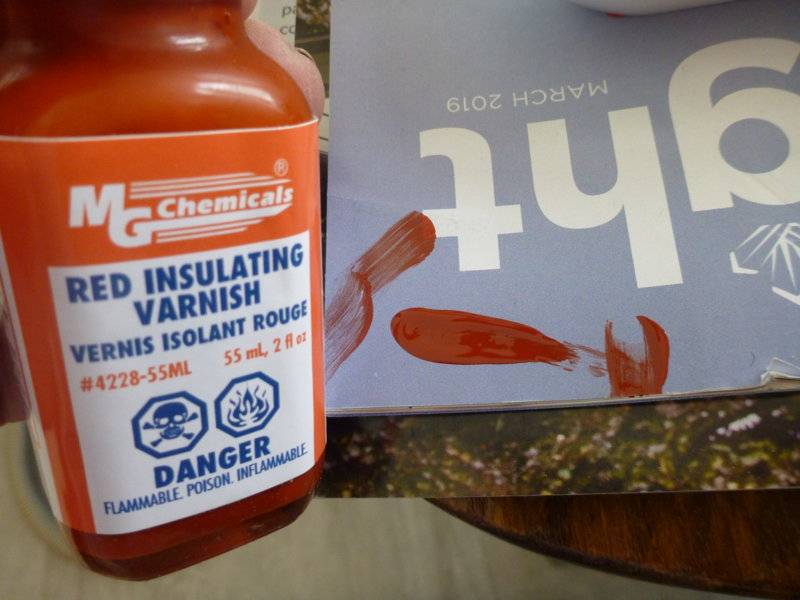 MG Chemicals®
RED INSULATING
VARNISH
VERNIS ISOLANT ROUGE
#4228-55ML 55 mL, 2 fl oz
DANGER
FLAMMABLE. POISON. INFLAMMABLE.
MARCH 2019
ght